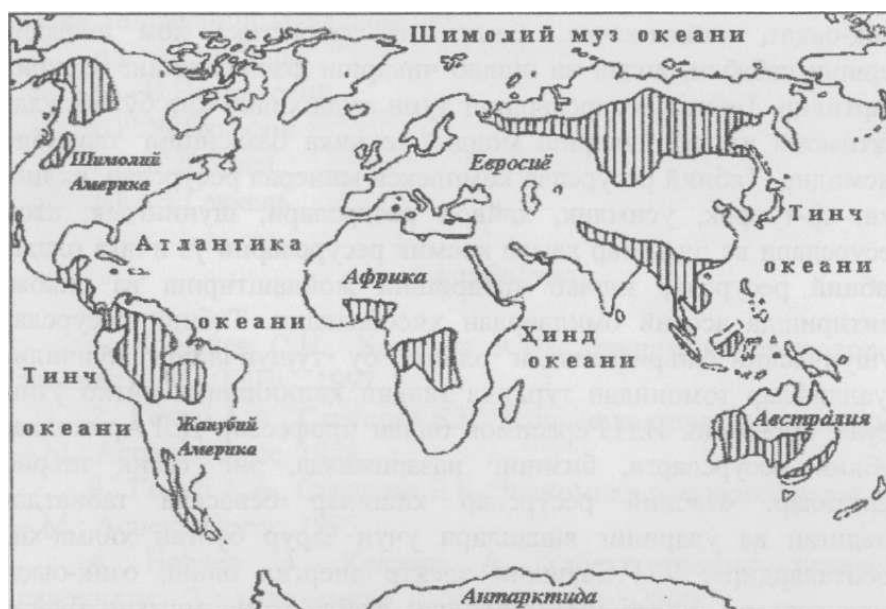 Шимолий муз океани
Шимолий
Америка
Евросиё
Атлантика
океани
Тинч
океани
Африка
Ҳинд
океани
Тинч
океани
Жанубий
Америка
Австралия
Антарктида